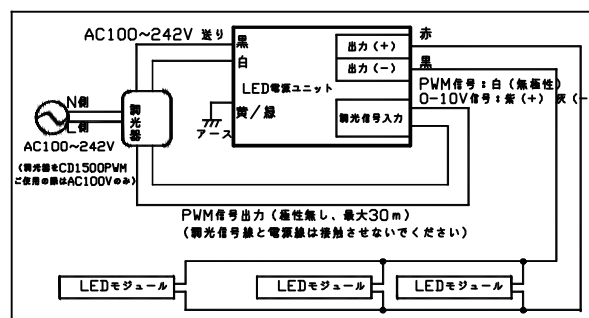 AC100~242V 送り
黒
白
LED電源ユニット
黄/緑
アース
出力(+)
出力(-)
調光信号入力
赤
黒
PWM信号:白(無極性)
0-10V信号:紫(+) 灰(-
N側
L側
調光器
AC100~242V
(調光器をCD1500PWM
ご使用の際はAC100Vのみ)
PWM信号出力(極性無し、最大30m)
(調光信号線と電源線は接触させないでください)
LEDモジュール
LEDモジュール
LEDモジュール